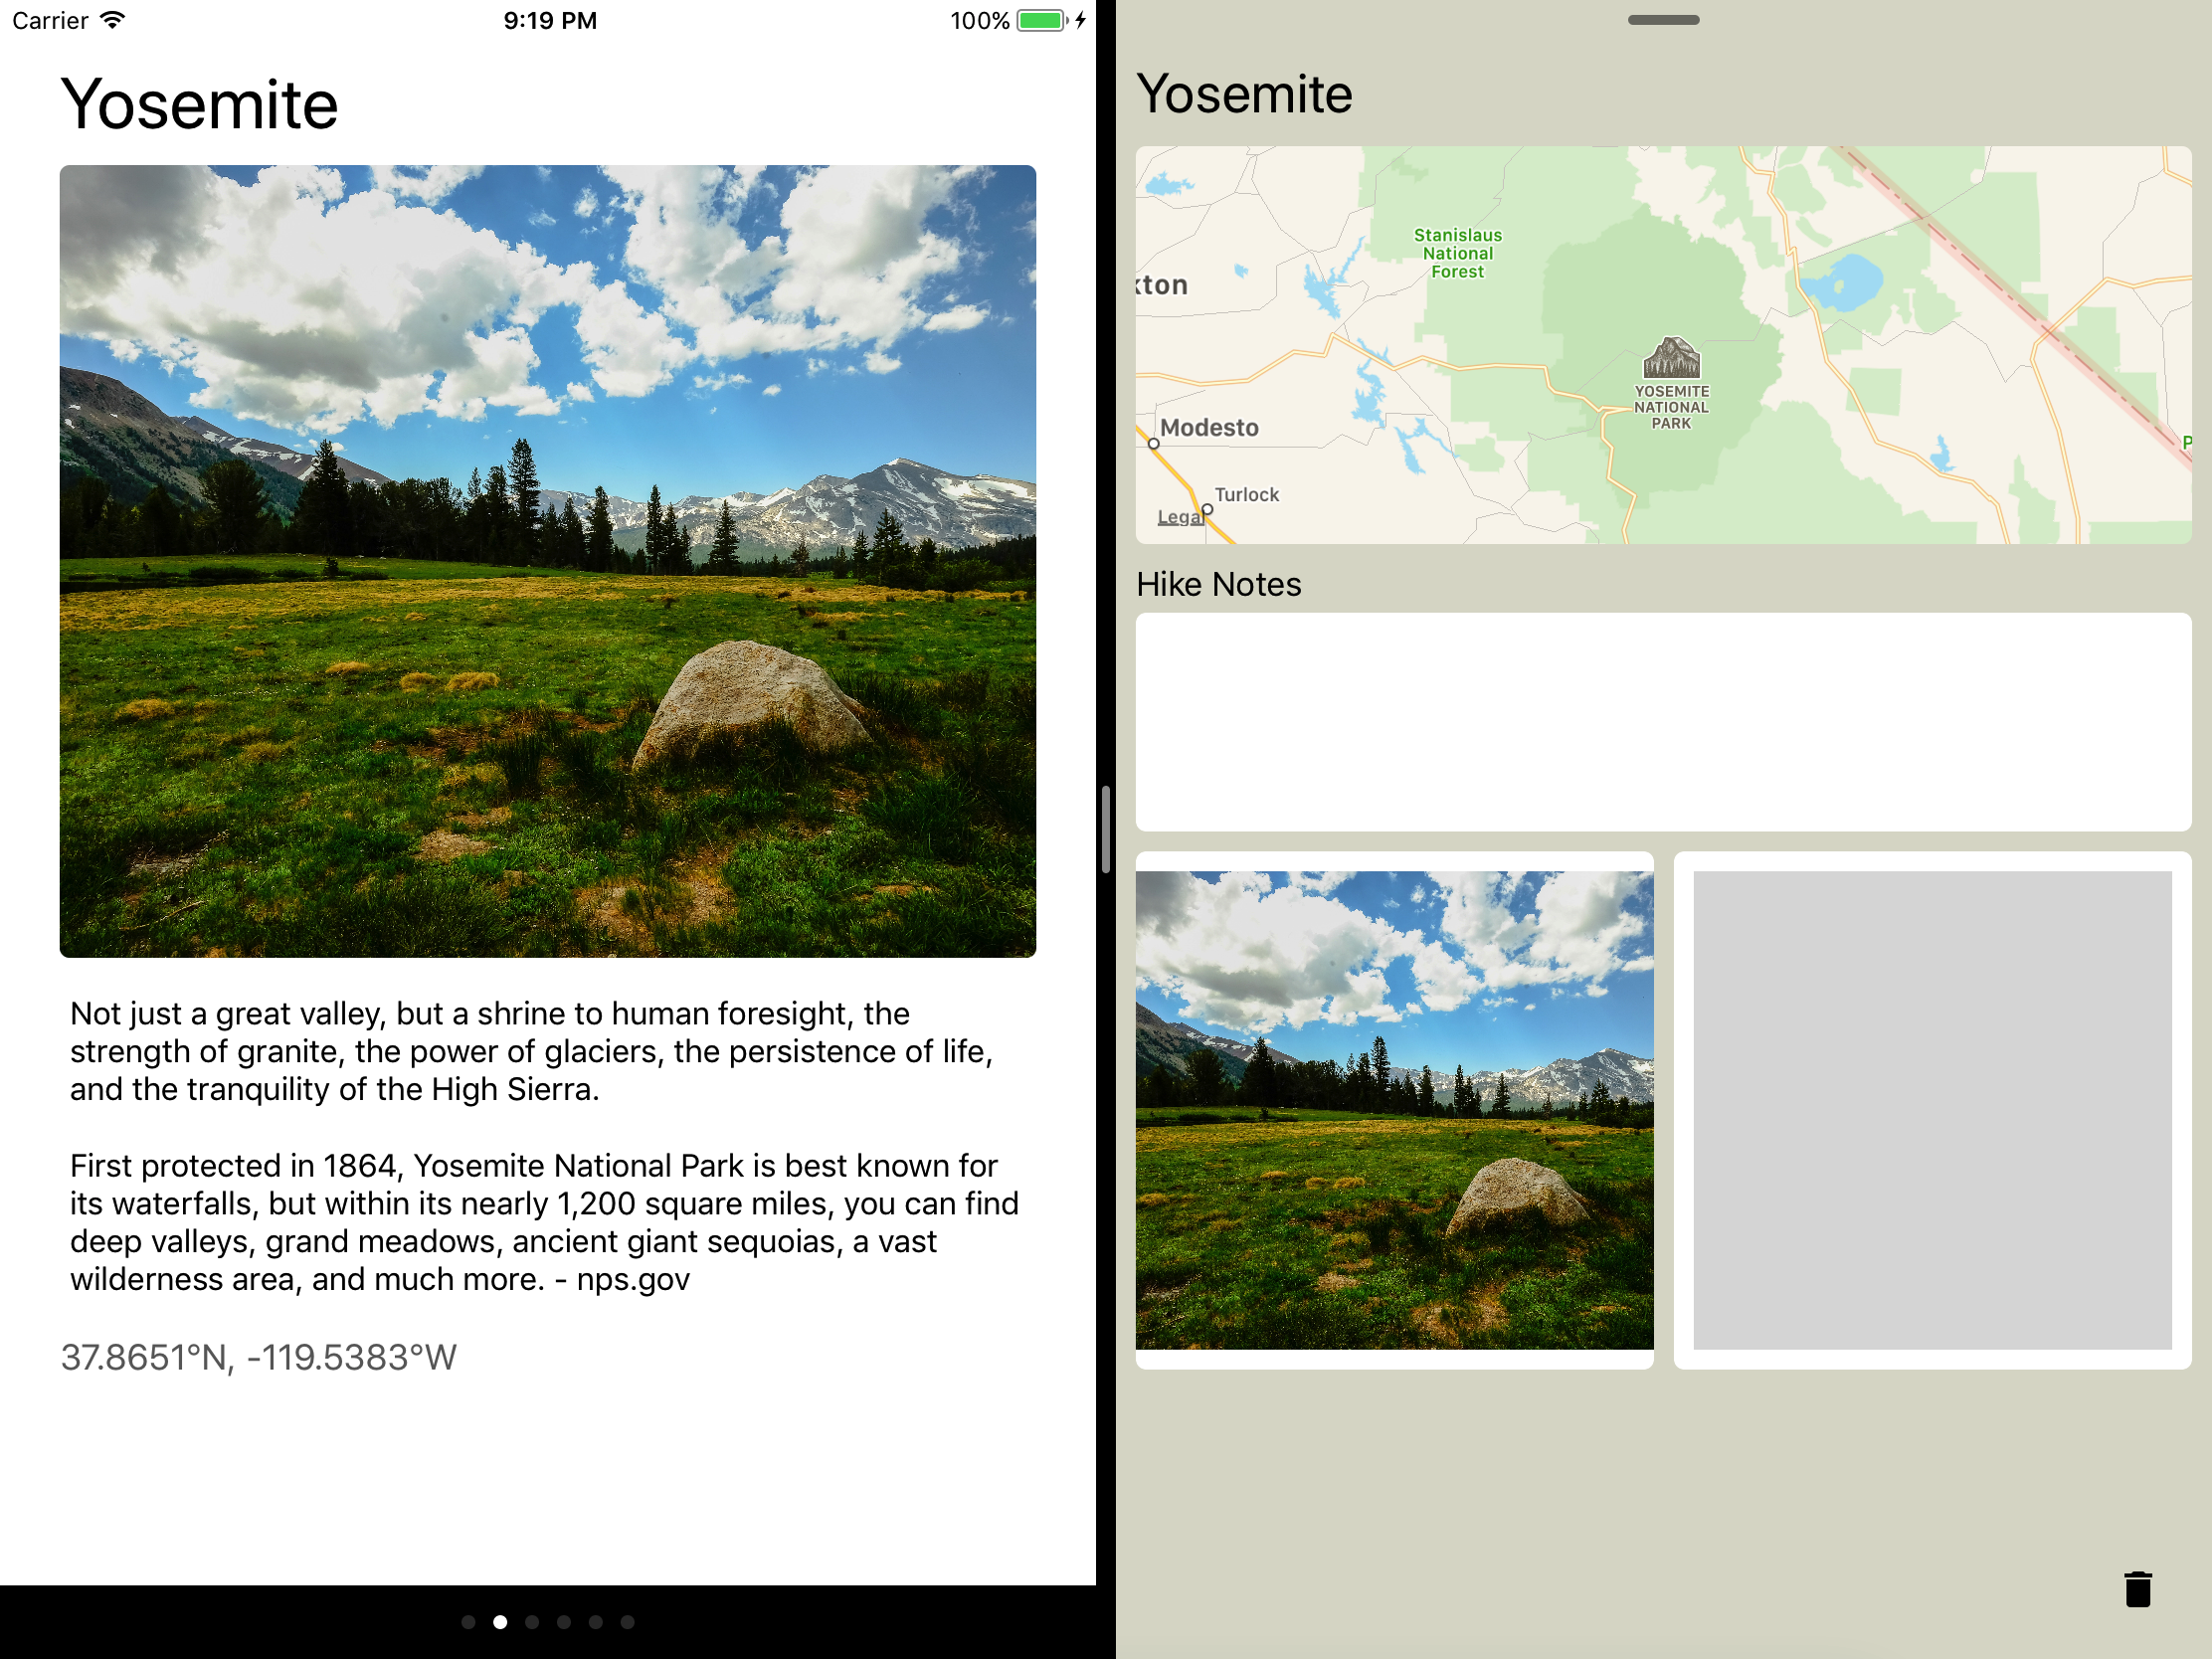 Carrier
9:19 PM
100%
Yosemite
Not just a great valley, but a shrine to human foresight, the
strength of granite, the power of glaciers, the persistence of life,
and the tranquility of the High Sierra.
First protected in 1864, Yosemite National Park is best known for
its waterfalls, but within its nearly 1,200 square miles, you can find
deep valleys, grand meadows, ancient giant sequoias, a vast
wilderness area, and much more. - nps.gov
37.8651°N, -119.5383°W
Yosemite
Stanislaus
National
Forest
kton
YOSEMITE
NATIONAL
PARK
Modesto
P
Turlock
Legal
Hike Notes